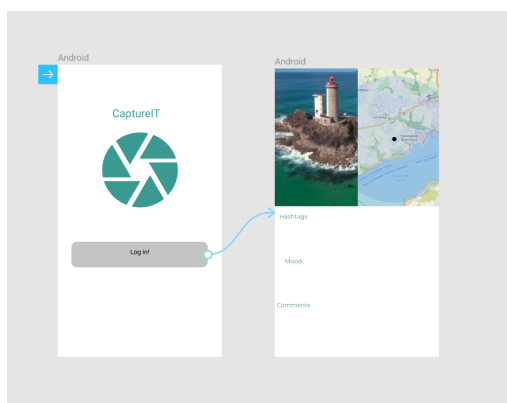 Android
CaptureIT
Log in!
Android
Hashtags
Mood
Comments